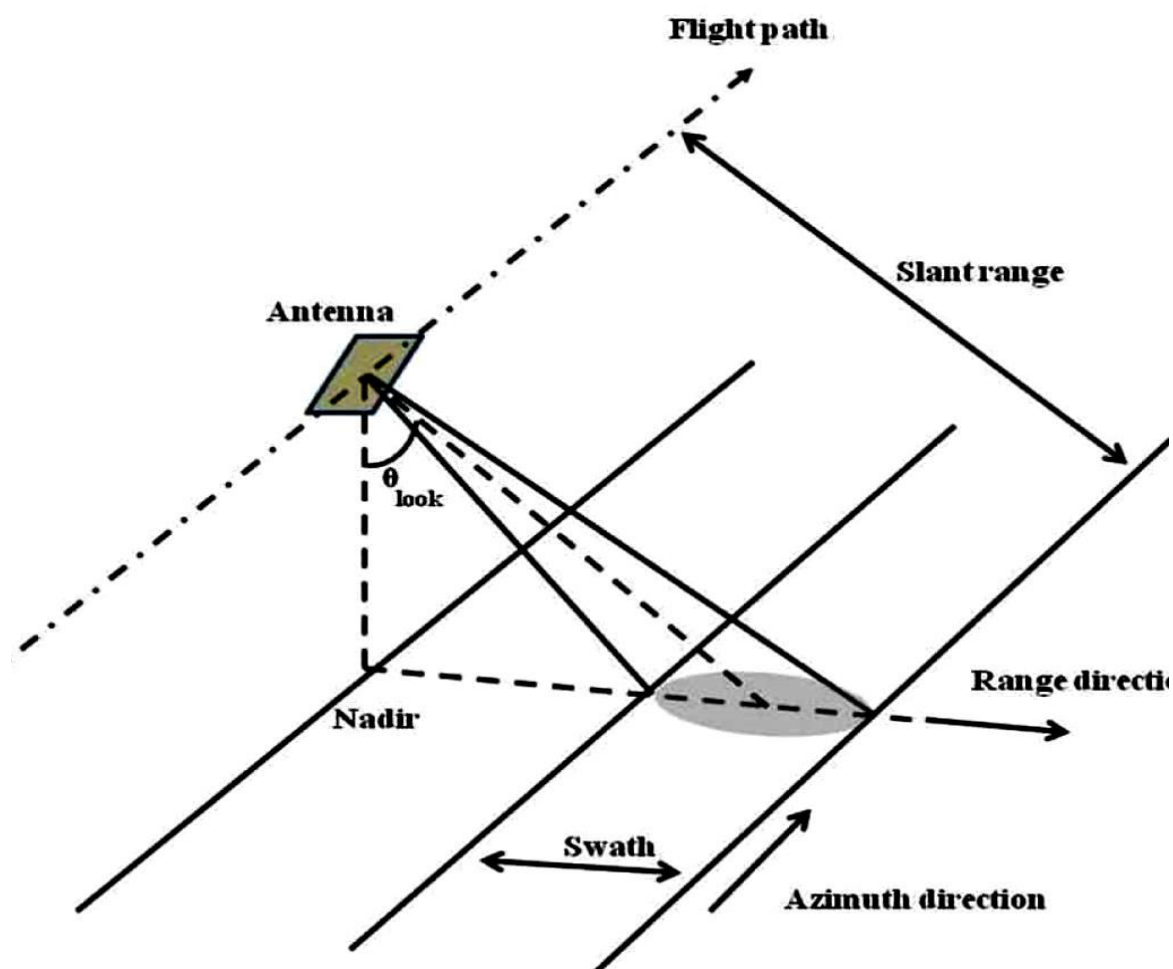 Flight path
Slant range
Antenna
θ look
Range directio
Nadir
Swath
Azimuth direction